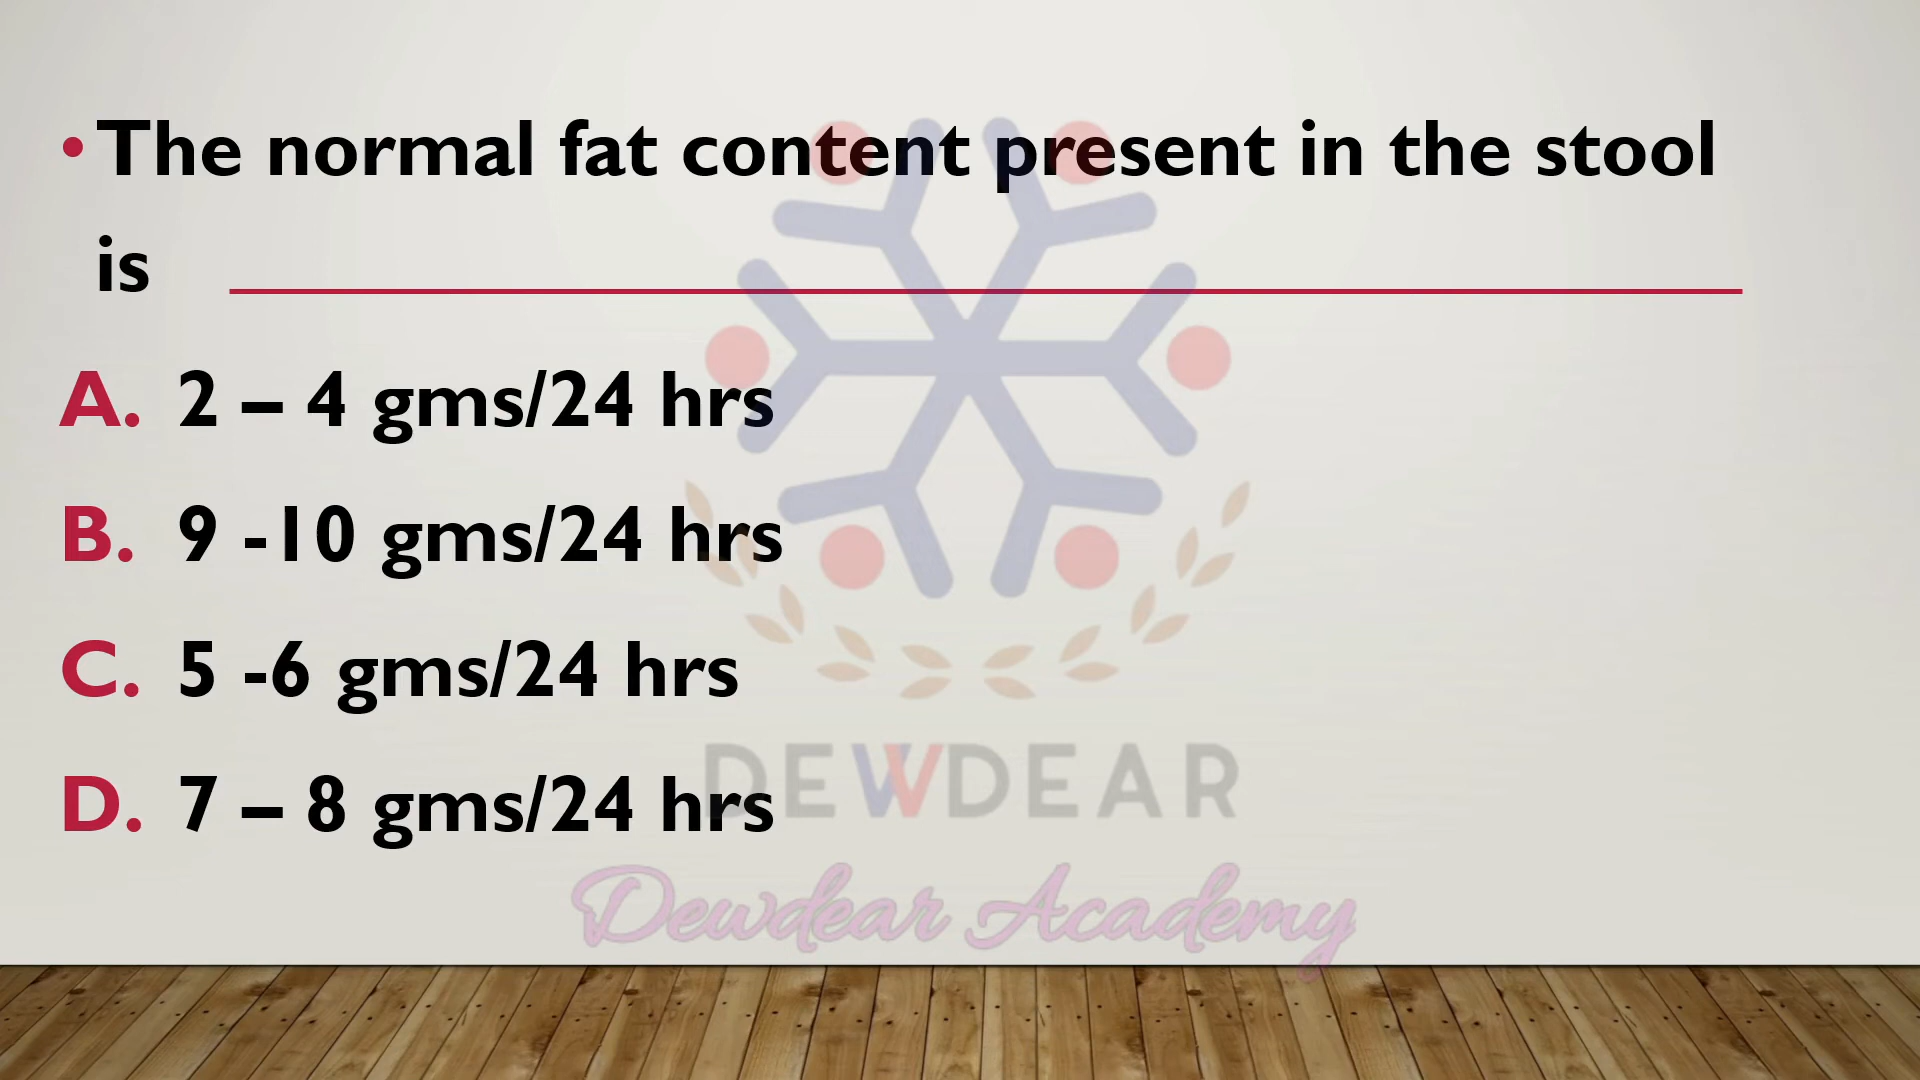 • The normal fat content present in the stool
is ____________________
A. 2 – 4 gms/24 hrs
B. 9 -10 gms/24 hrs
C. 5 -6 gms/24 hrs
D. 7 – 8 gms/24 hrs
DEWDEAR
Dewdear Academy